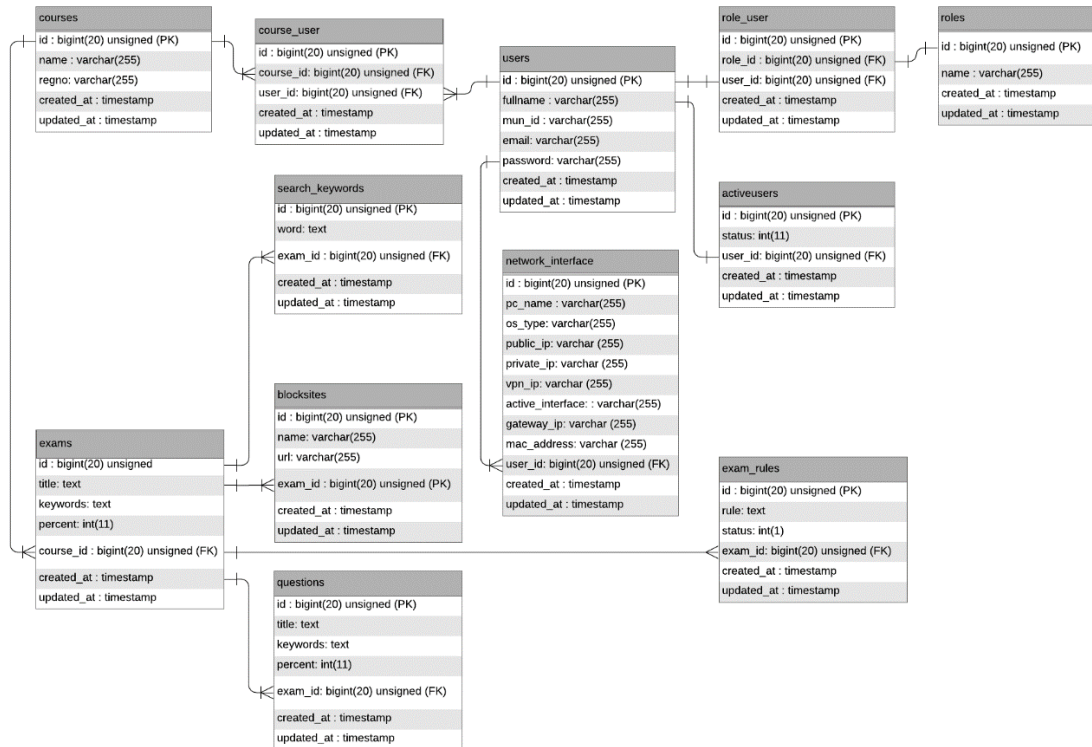 courses
id : bigint(20) unsigned (PK)
name : varchar(255)
regno: varchar(255)
created_at : timestamp
updated_at : timestamp
course_user
id : bigint(20) unsigned (PK)
course_id: bigint(20) unsigned (FK)
user_id: bigint(20) unsigned (FK)
created_at : timestamp
updated_at : timestamp
users
id : bigint(20) unsigned (PK)
fullname : varchar(255)
mun_id : varchar(255)
email: varchar(255)
password: varchar(255)
created_at : timestamp
updated_at : timestamp
role_user
id: bigint(20) unsigned (PK)
role_id : bigint(20) unsigned (FK)
user_id: bigint(20) unsigned (FK)
created_at : timestamp
updated_at : timestamp
roles
id : bigint(20) unsigned (PK)
name : varchar(255)
created_at : timestamp
updated_at : timestamp
search_keywords
id : bigint(20) unsigned (PK)
word: text
exam_id : bigint(20) unsigned (FK)
created_at : timestamp
updated_at : timestamp
activeusers
id: bigint(20) unsigned (PK)
status: int(11)
user_id: bigint(20) unsigned (FK)
created_at : timestamp
updated_at : timestamp
network_interface
id : bigint(20) unsigned (PK)
pc_name : varchar(255)
os_type: varchar(255)
public_ip: varchar (255)
private_ip: varchar (255)
vpn_ip: varchar (255)
active_interface: : varchar(255)
gateway_ip: varchar (255)
mac_address: varchar (255)
user_id: bigint(20) unsigned (FK)
created_at : timestamp
updated_at : timestamp
blocksites
id : bigint(20) unsigned (PK)
name: varchar(255)
url: varchar(255)
exam_id : bigint(20) unsigned (PK)
created_at : timestamp
updated_at : timestamp
exams
id : bigint(20) unsigned
title: text
keywords: text
percent: int(11)
course_id : bigint(20) unsigned (FK)
created_at : timestamp
updated_at : timestamp
exam_rules
id : bigint(20) unsigned (PK)
rule: text
status: int(1)
exam_id: bigint(20) unsigned (FK)
created_at : timestamp
updated_at : timestamp
questions
id : bigint(20) unsigned (PK)
title: text
keywords: text
percent: int(11)
exam_id: bigint(20) unsigned (FK)
created_at : timestamp
updated_at : timestamp